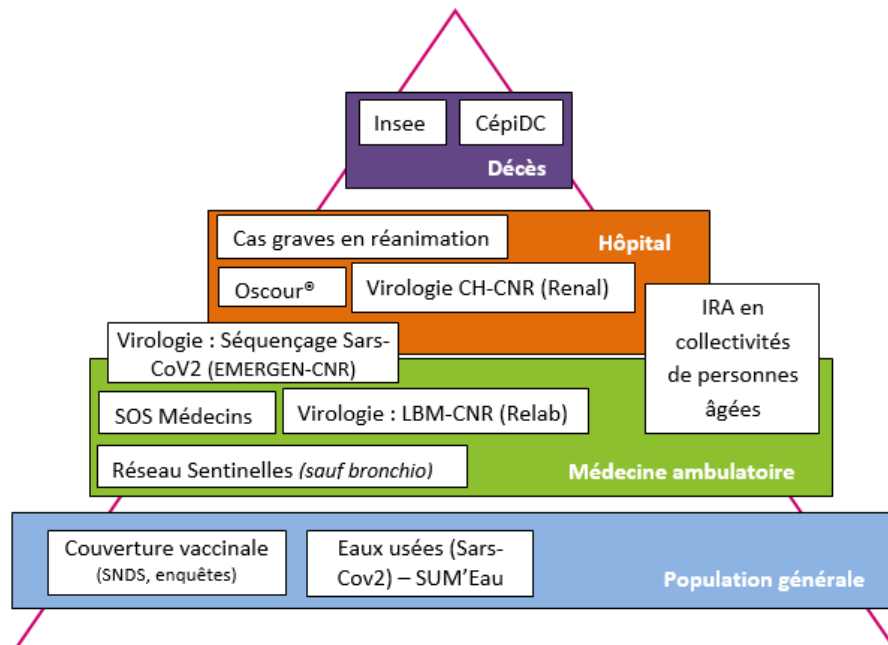 Insee
CépiDC
Décès
Cas graves en réanimation
Hôpital
Oscour®
Virologie CH-CNR (Renal)
IRA en
collectivités
de personnes
âgées
Virologie : Séquençage Sars-
CoV2 (EMERGEN-CNR)
SOS Médecins
Virologie : LBM-CNR (Relab)
Réseau Sentinelles (sauf bronchio)
Médecine ambulatoire
Couverture vaccinale
(SNDS, enquêtes)
Eaux usées (Sars-
Cov2) – SUM’Eau
Population générale